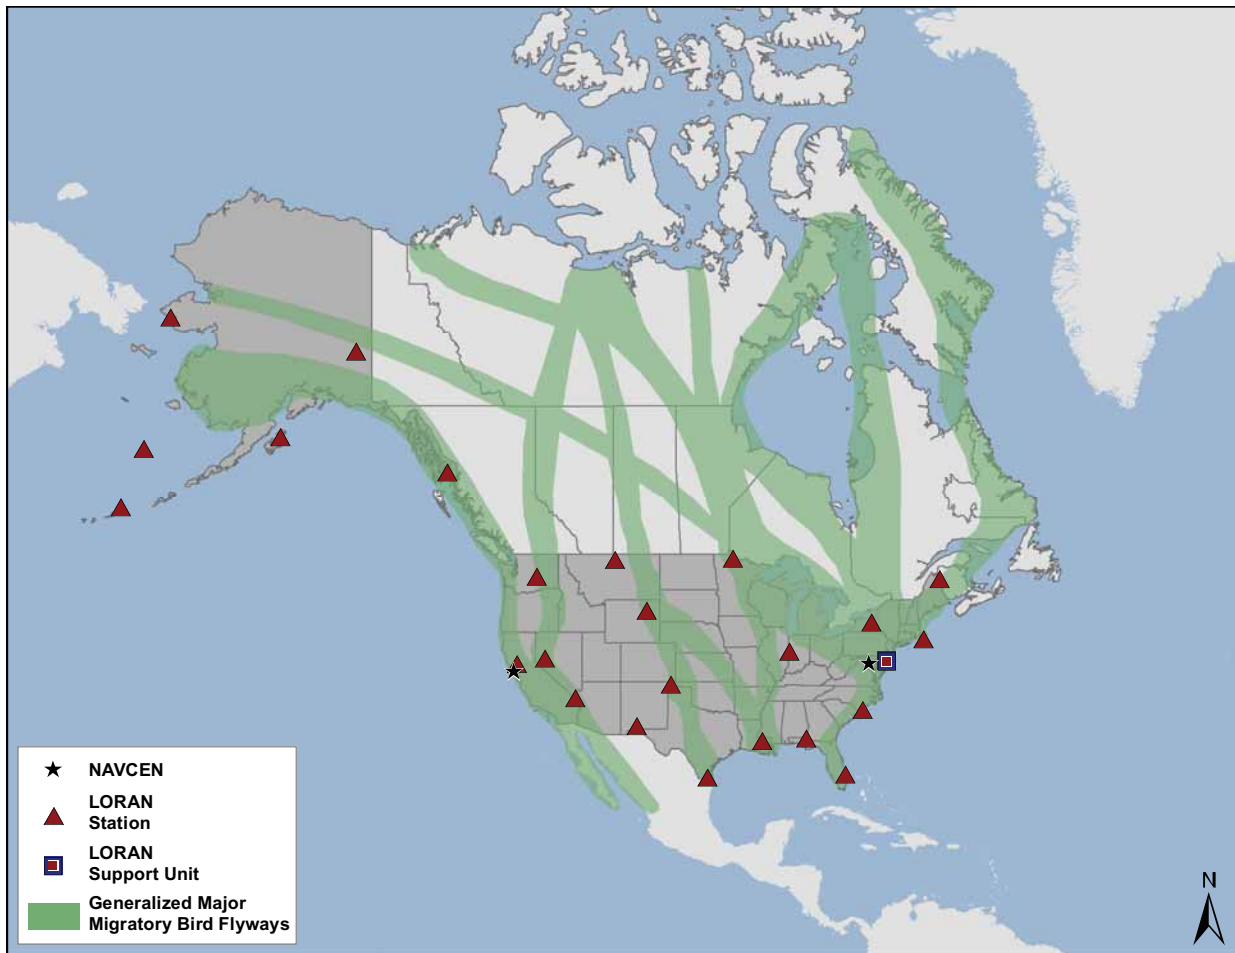 NAVCEN
LORAN
Station
LORAN
Support Unit
Generalized Major
Migratory Bird Flyways
N